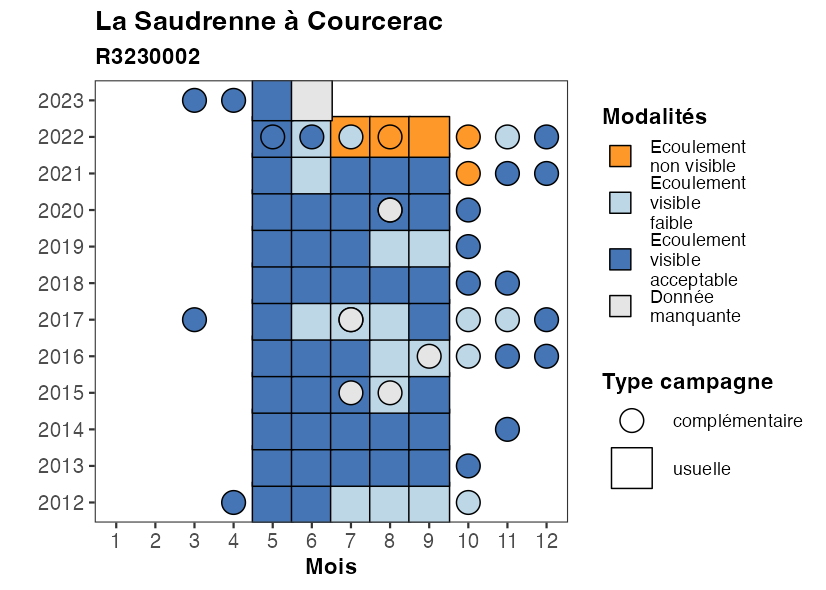 La Saudrenne à Courcerac
R3230002
2023
2022
2021
2020
2019
2018
2017
2016
2015
2014
2013
2012
1 2 3 4 5 6 7 8 9 10 11 12
Mois
Modalités
Ecoulement
non visible
Ecoulement
visible
faible
Ecoulement
visible
acceptable
Donnée
manquante
Type campagne
complémentaire
usuelle